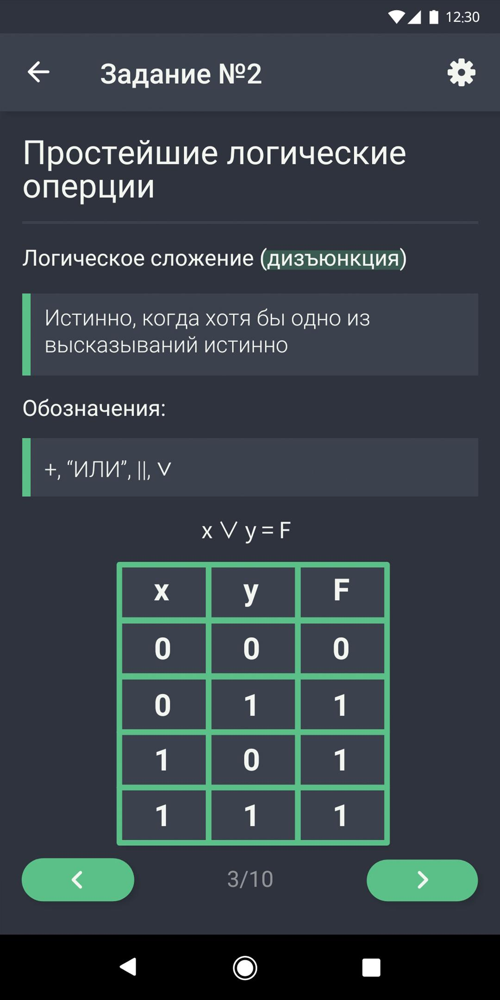 12:30
Задание №2
Простейшие логические
оперции
Логическое сложение (дизъюнкция)
Истинно, когда хотя бы одно из
высказываний истинно
Обозначения:
+, “ИЛИ”, ||, ∨
x ∨ y = F
x y F
0 0 0
0 1 1
1 0 1
1 1 1
3/10